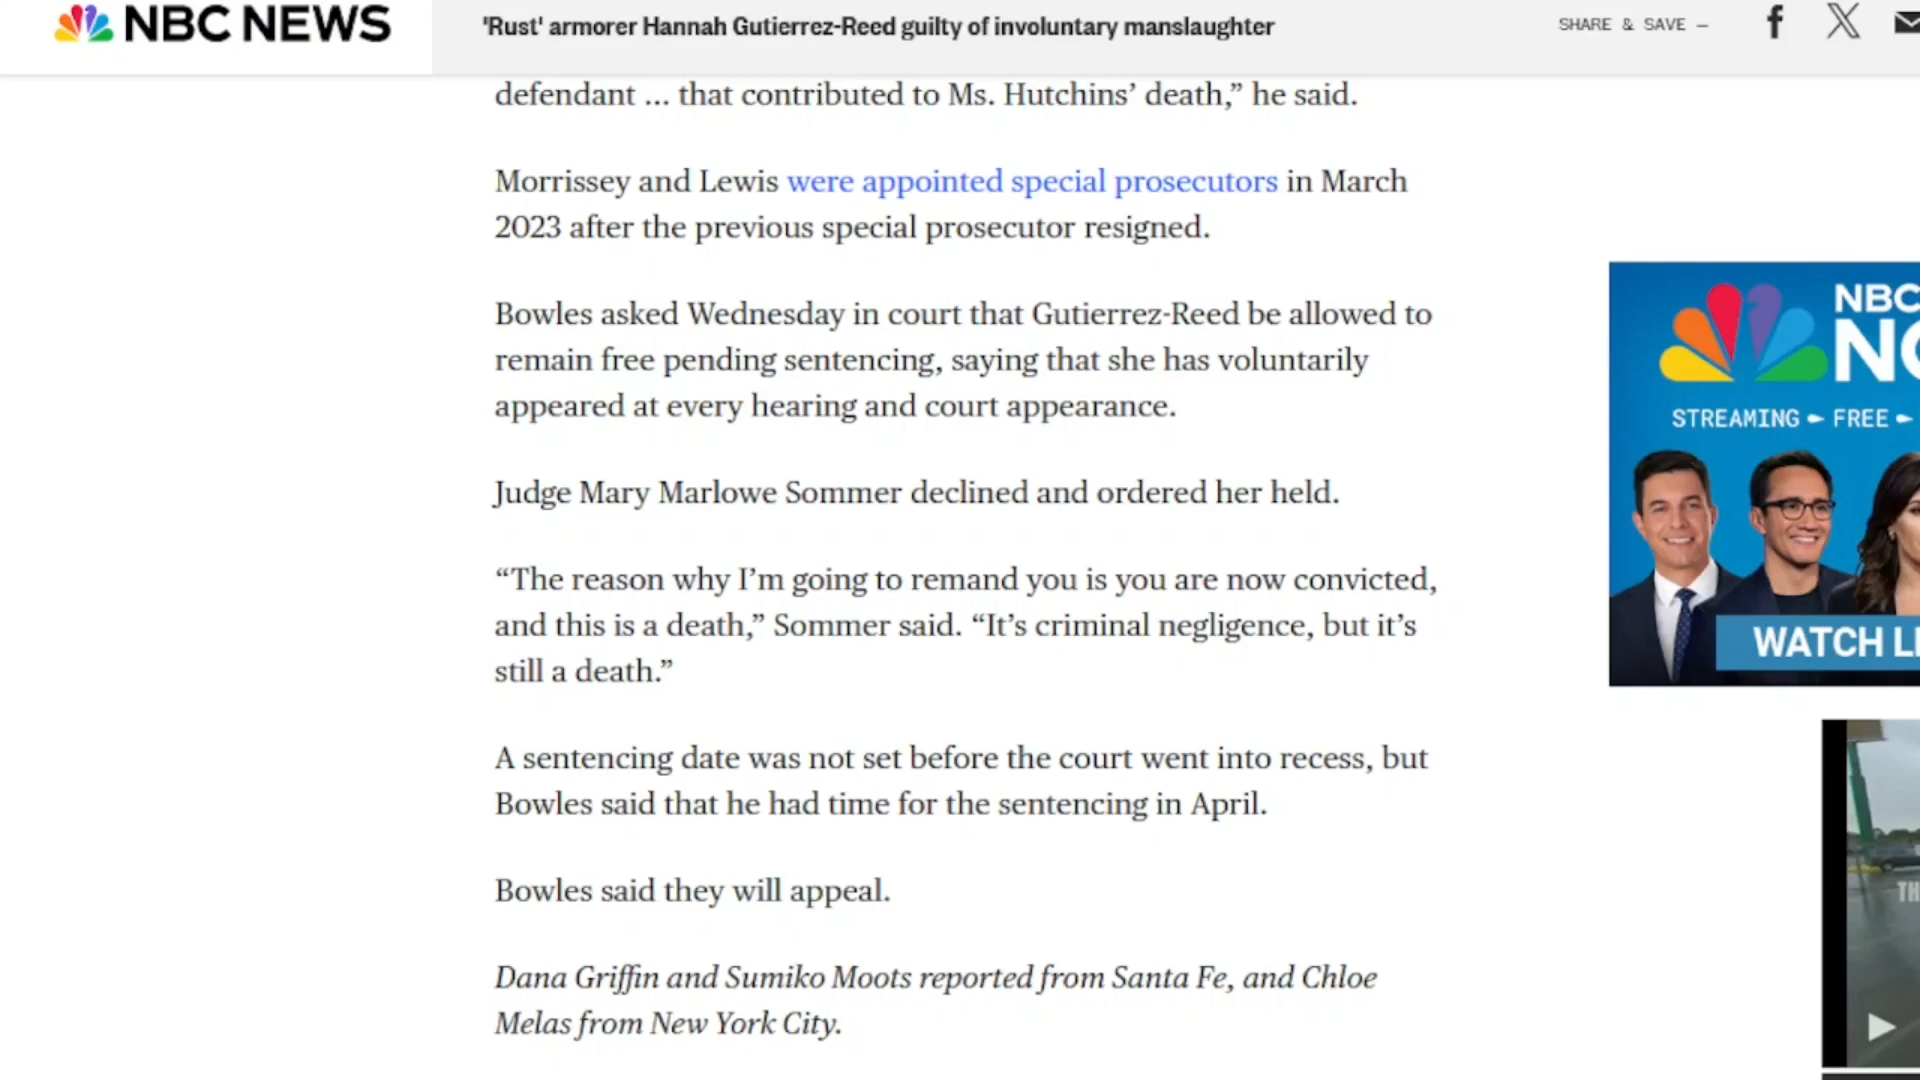 NBC NEWS
'Rust' armorer Hannah Gutierrez-Reed guilty of involuntary manslaughter
SHARE & SAVE –
defendant … that contributed to Ms. Hutchins’ death,” he said.
Morrissey and Lewis were appointed special prosecutors in March
2023 after the previous special prosecutor resigned.
Bowles asked Wednesday in court that Gutierrez-Reed be allowed to
remain free pending sentencing, saying that she has voluntarily
appeared at every hearing and court appearance.
Judge Mary Marlowe Sommer declined and ordered her held.
“The reason why I’m going to remand you is you are now convicted,
and this is a death,” Sommer said. “It’s criminal negligence, but it’s
still a death.”
A sentencing date was not set before the court went into recess, but
Bowles said that he had time for the sentencing in April.
Bowles said they will appeal.
Dana Griffin and Sumiko Moots reported from Santa Fe, and Chloe
Melas from New York City.
NBC
STREAMING FREE
WATCH